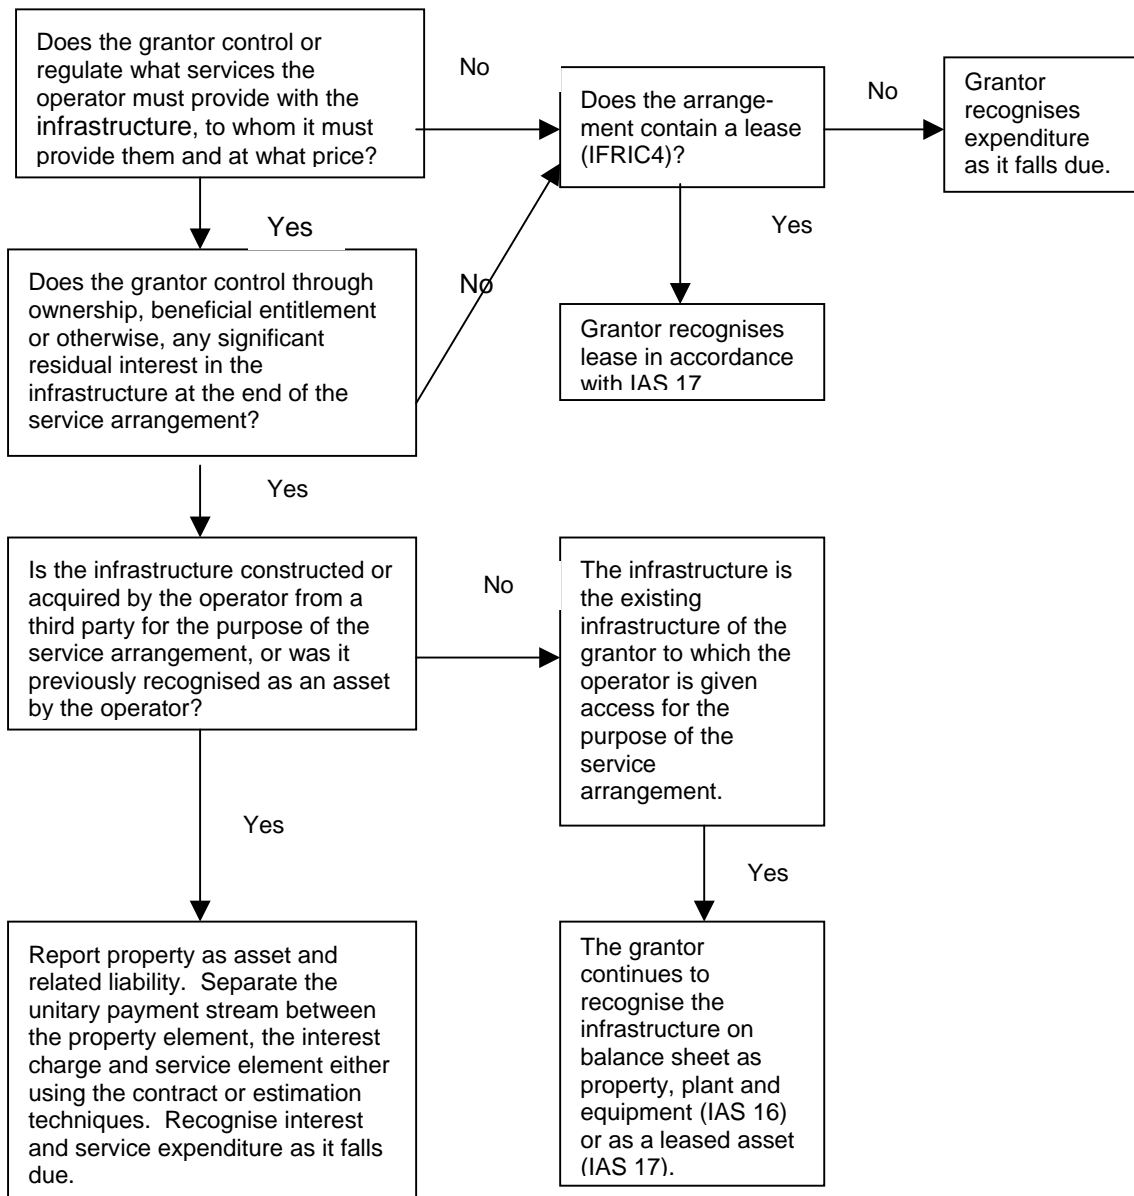 Does the grantor control or
regulate what services the
operator must provide with the
infrastructure, to whom it must
provide them and at what price?
No
Does the arrange-
ment contain a lease
(IFRIC4)?
No
Grantor
recognises
expenditure
as it falls due.
Yes
Yes
Does the grantor control through
ownership, beneficial entitlement
or otherwise, any significant
residual interest in the
infrastructure at the end of the
service arrangement?
No
Grantor recognises
lease in accordance
with IAS 17
Yes
Is the infrastructure constructed or
acquired by the operator from a
third party for the purpose of the
service arrangement, or was it
previously recognised as an asset
by the operator?
No
The infrastructure is
the existing
infrastructure of the
grantor to which the
operator is given
access for the
purpose of the
service
arrangement.
Yes
Yes
Report property as asset and
related liability. Separate the
unitary payment stream between
the property element, the interest
charge and service element either
using the contract or estimation
techniques. Recognise interest
and service expenditure as it falls
due.
The grantor
continues to
recognise the
infrastructure on
balance sheet as
property, plant and
equipment (IAS 16)
or as a leased asset
(IAS 17).